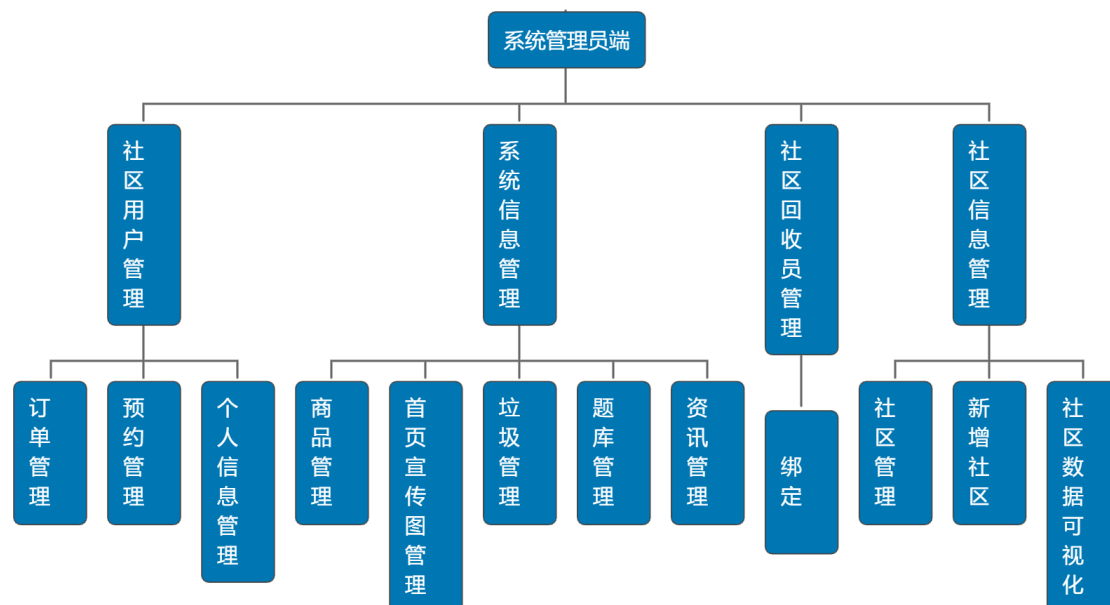 系统管理员端
社区用户管理
系统信息管理
社区回收员管理
社区信息管理
订单管理
预约管理
个人信息管理
商品管理
首页宣传图管理
垃圾管理
题库管理
资讯管理
绑定
社区管理
新增社区
社区数据可视化